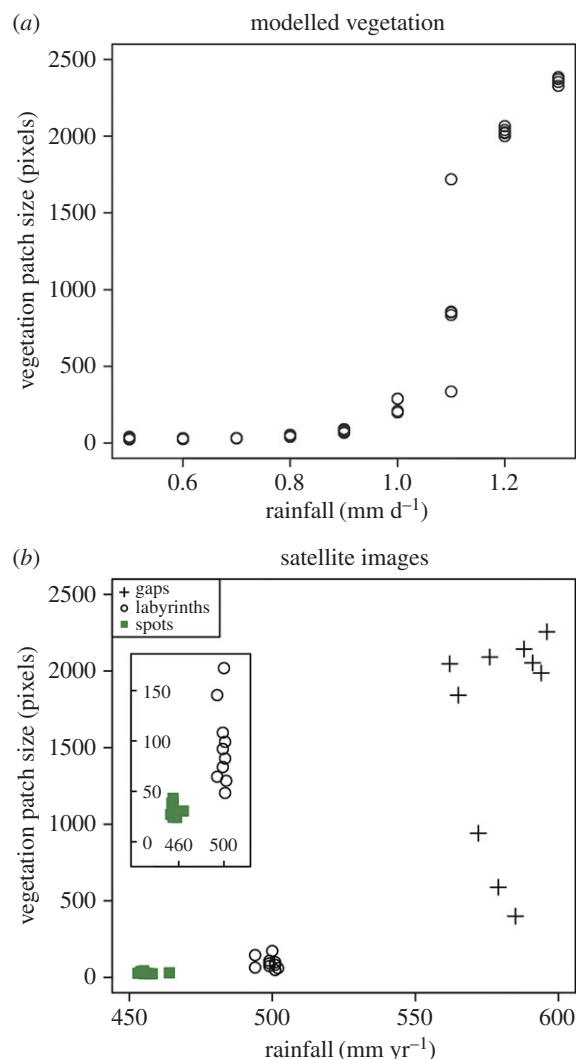 (a) modelled vegetation
2500
2000
1500
1000
500
0
vegetation patch size (pixels)
0.6 0.8 1.0 1.2
rainfall (mm d−1)
(b) satellite images
gaps
labyrinths
spots
2500
2000
1500
1000
500
0
vegetation patch size (pixels)
150
100
50
0
460 500
450 500 550 600
rainfall (mm yr−1)